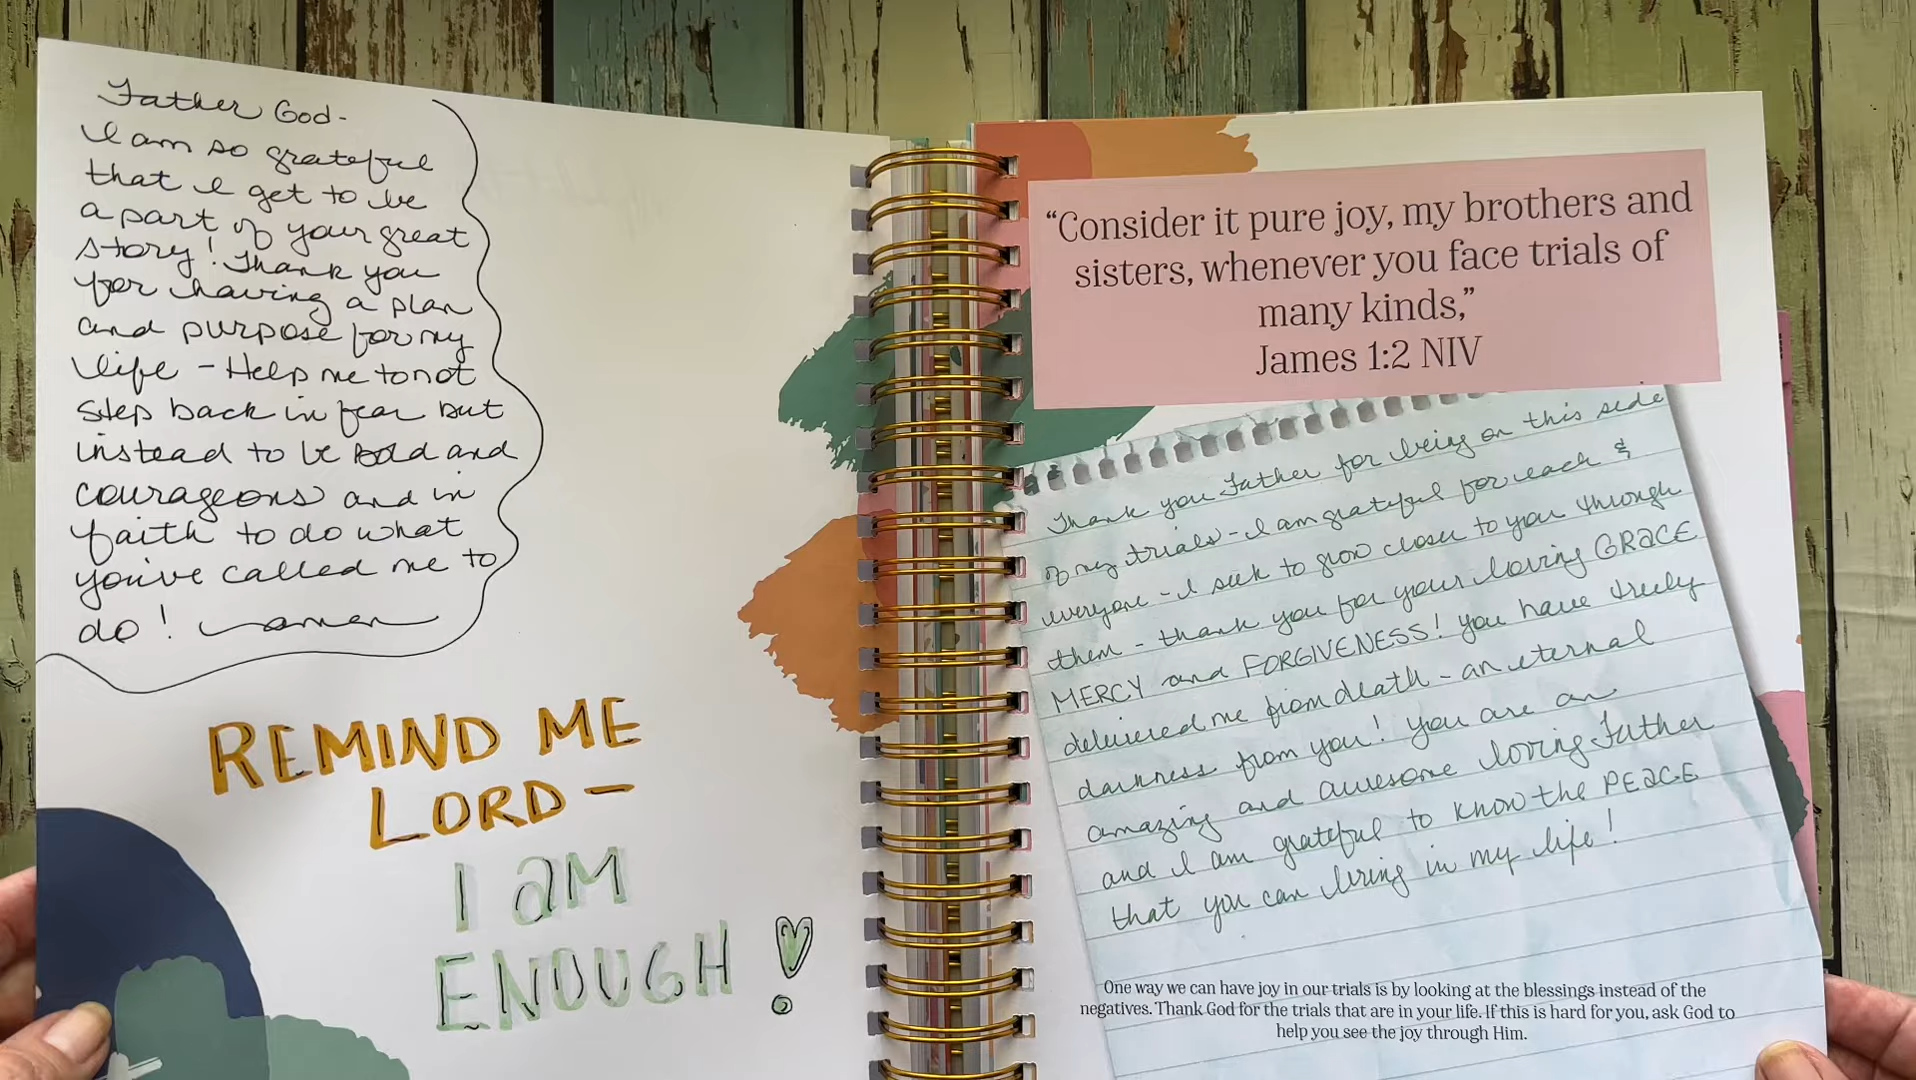 Father God -
I am so grateful
that I get to be
a part of your great
story! Thank you
for having a plan
and purpose for my
life - Help me to not
step back in fear but
instead to be bold and
courageous and in
faith to do what
you've called me to
do! amen
REMIND ME
LORD -
I am
ENOUGH!
“Consider it pure joy, my brothers and
sisters, whenever you face trials of
many kinds,”
James 1:2 NIV
Thank you Father for being on this side
of my trials - I am grateful for each &
everyone - I seek to grow closer to you through
them - thank you for your loving GRACE
MERCY and FORGIVENESS! you have truely
delivered me from death - an eternal
darkness from you! you are an
amazing and awesome loving Father
and I am grateful to know the PEACE
that you can bring in my life!
One way we can have joy in our trials is by looking at the blessings instead of the
negatives. Thank God for the trials that are in your life. If this is hard for you, ask God to
help you see the joy through Him.